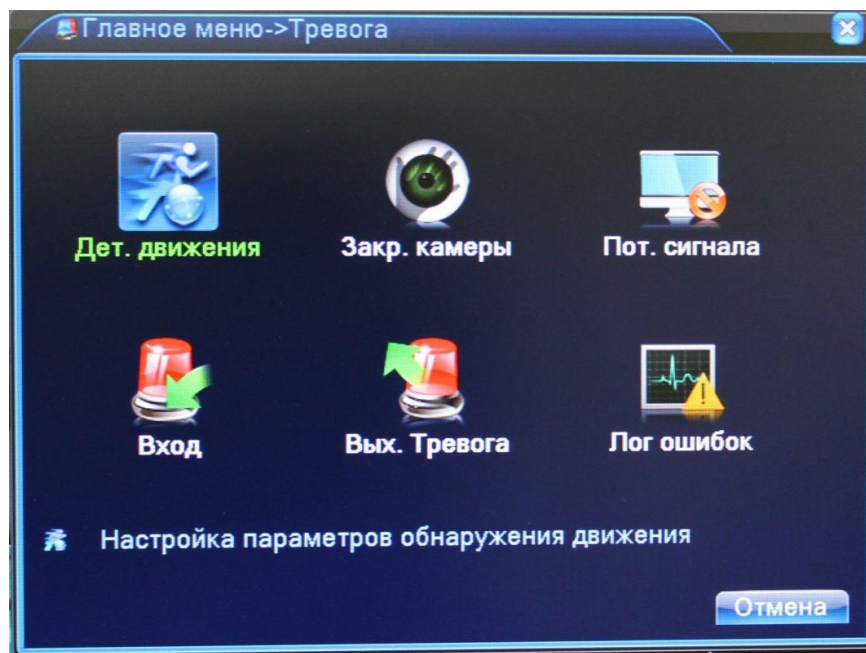 Главное меню->Тревога
Дет. движения
Закр. камеры
Пот. сигнала
Вход
Вых. Тревога
Лог ошибок
Настройка параметров обнаружения движения
Отмена